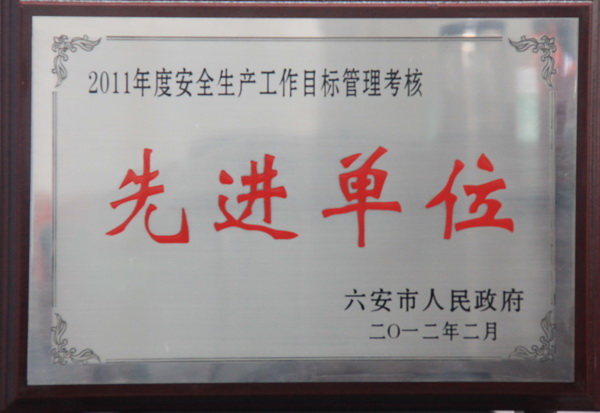 2011年度安全生产工作目标管理考核
先进单位
六安市人民政府
二〇一二年二月